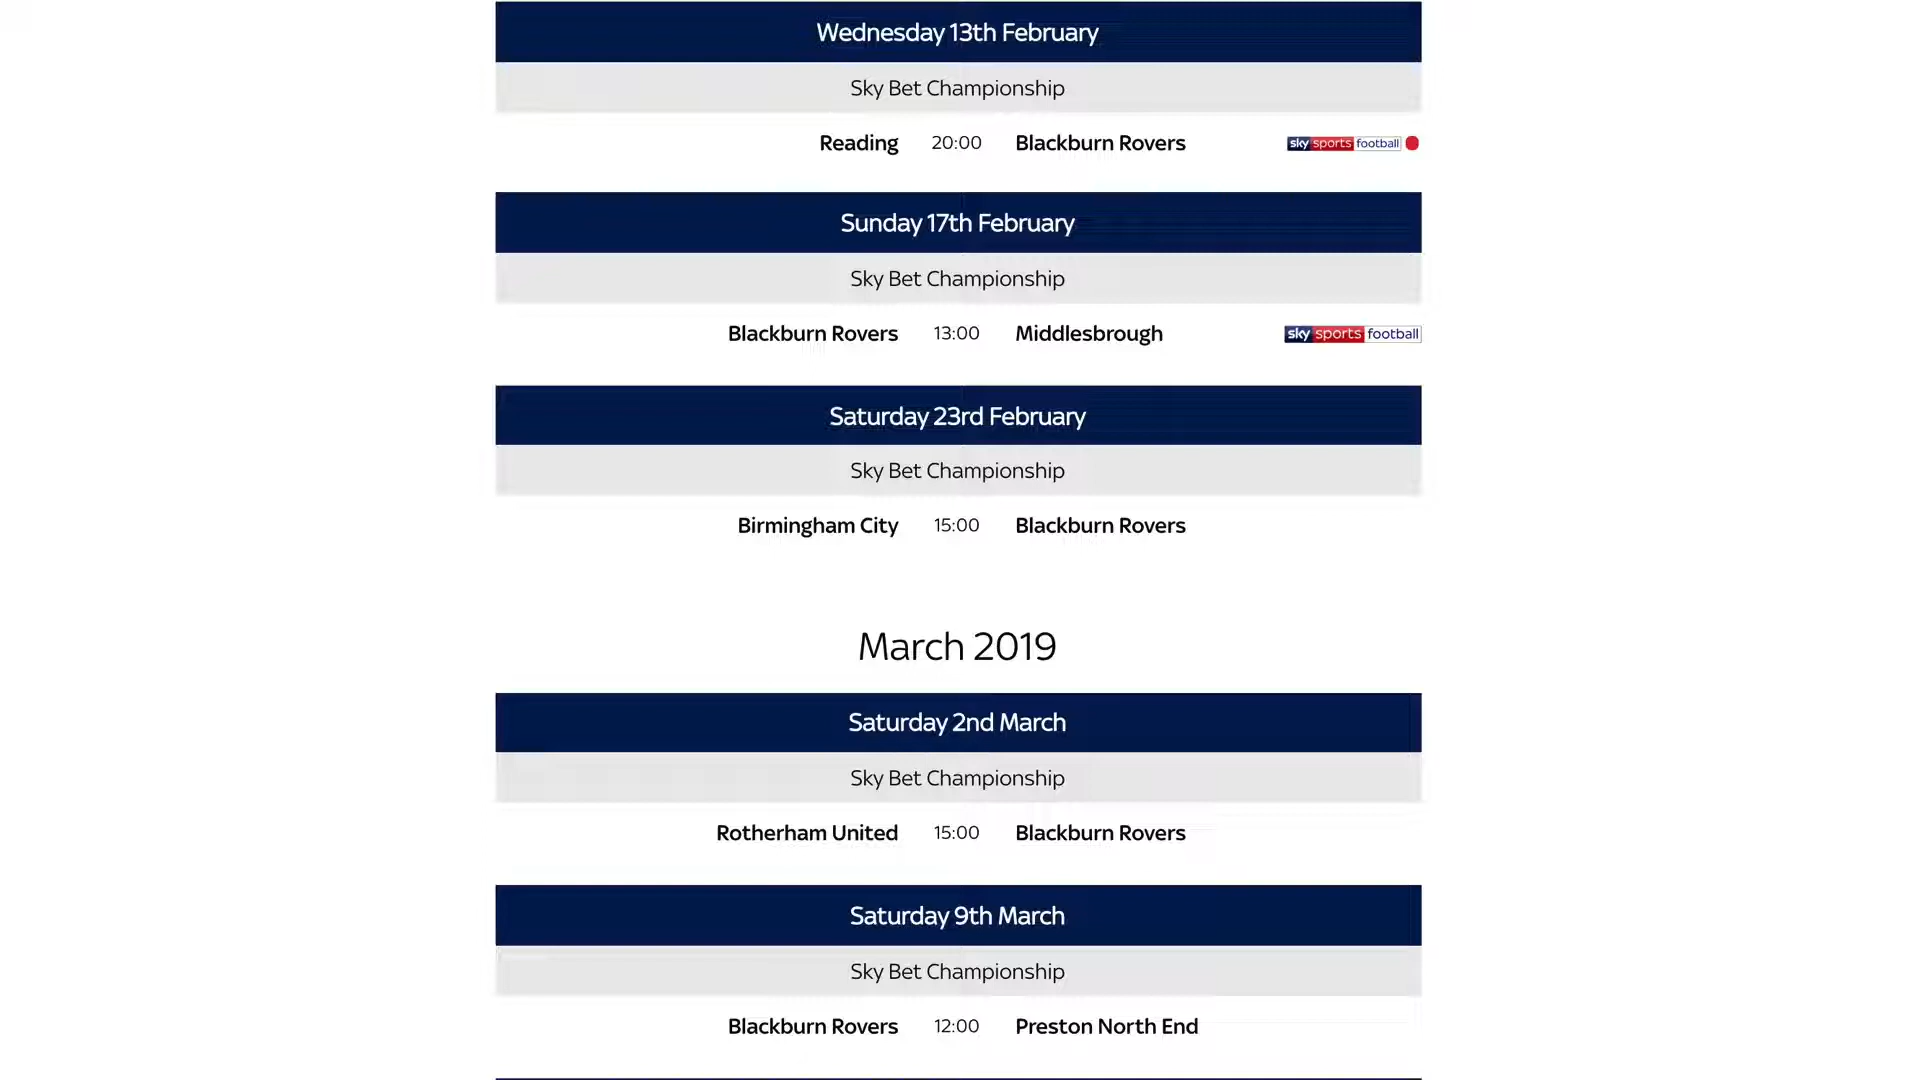 Wednesday 13th February
Sky Bet Championship
Reading 20:00 Blackburn Rovers sky sports football
Sunday 17th February
Sky Bet Championship
Blackburn Rovers 13:00 Middlesbrough sky sports football
Saturday 23rd February
Sky Bet Championship
Birmingham City 15:00 Blackburn Rovers
March 2019
Saturday 2nd March
Sky Bet Championship
Rotherham United 15:00 Blackburn Rovers
Saturday 9th March
Sky Bet Championship
Blackburn Rovers 12:00 Preston North End